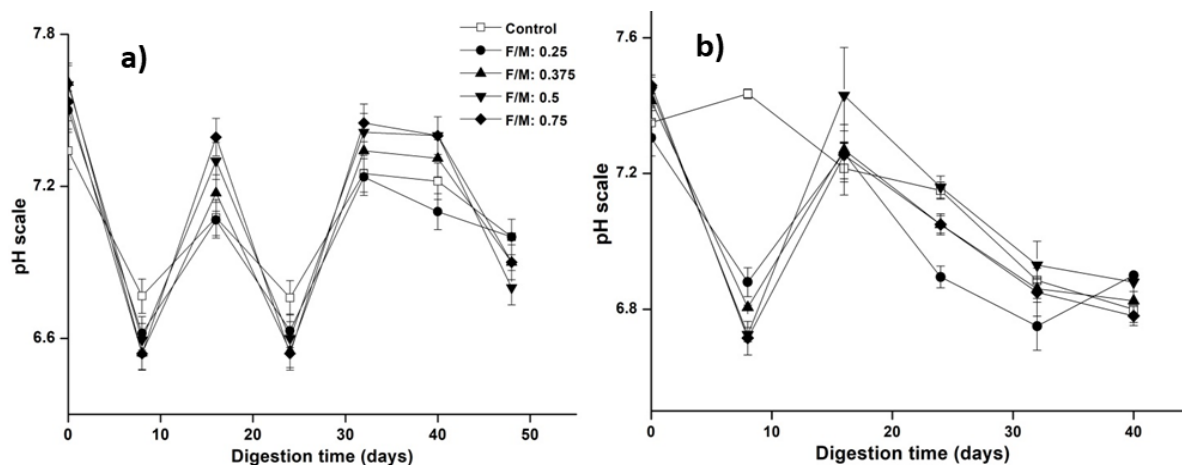 a)
7.8
7.2
6.6
pH scale
0 10 20 30 40 50
Digestion time (days)
Control
F/M: 0.25
F/M: 0.375
F/M: 0.5
F/M: 0.75
b)
7.6
7.2
6.8
pH scale
0 10 20 30 40
Digestion time (days)